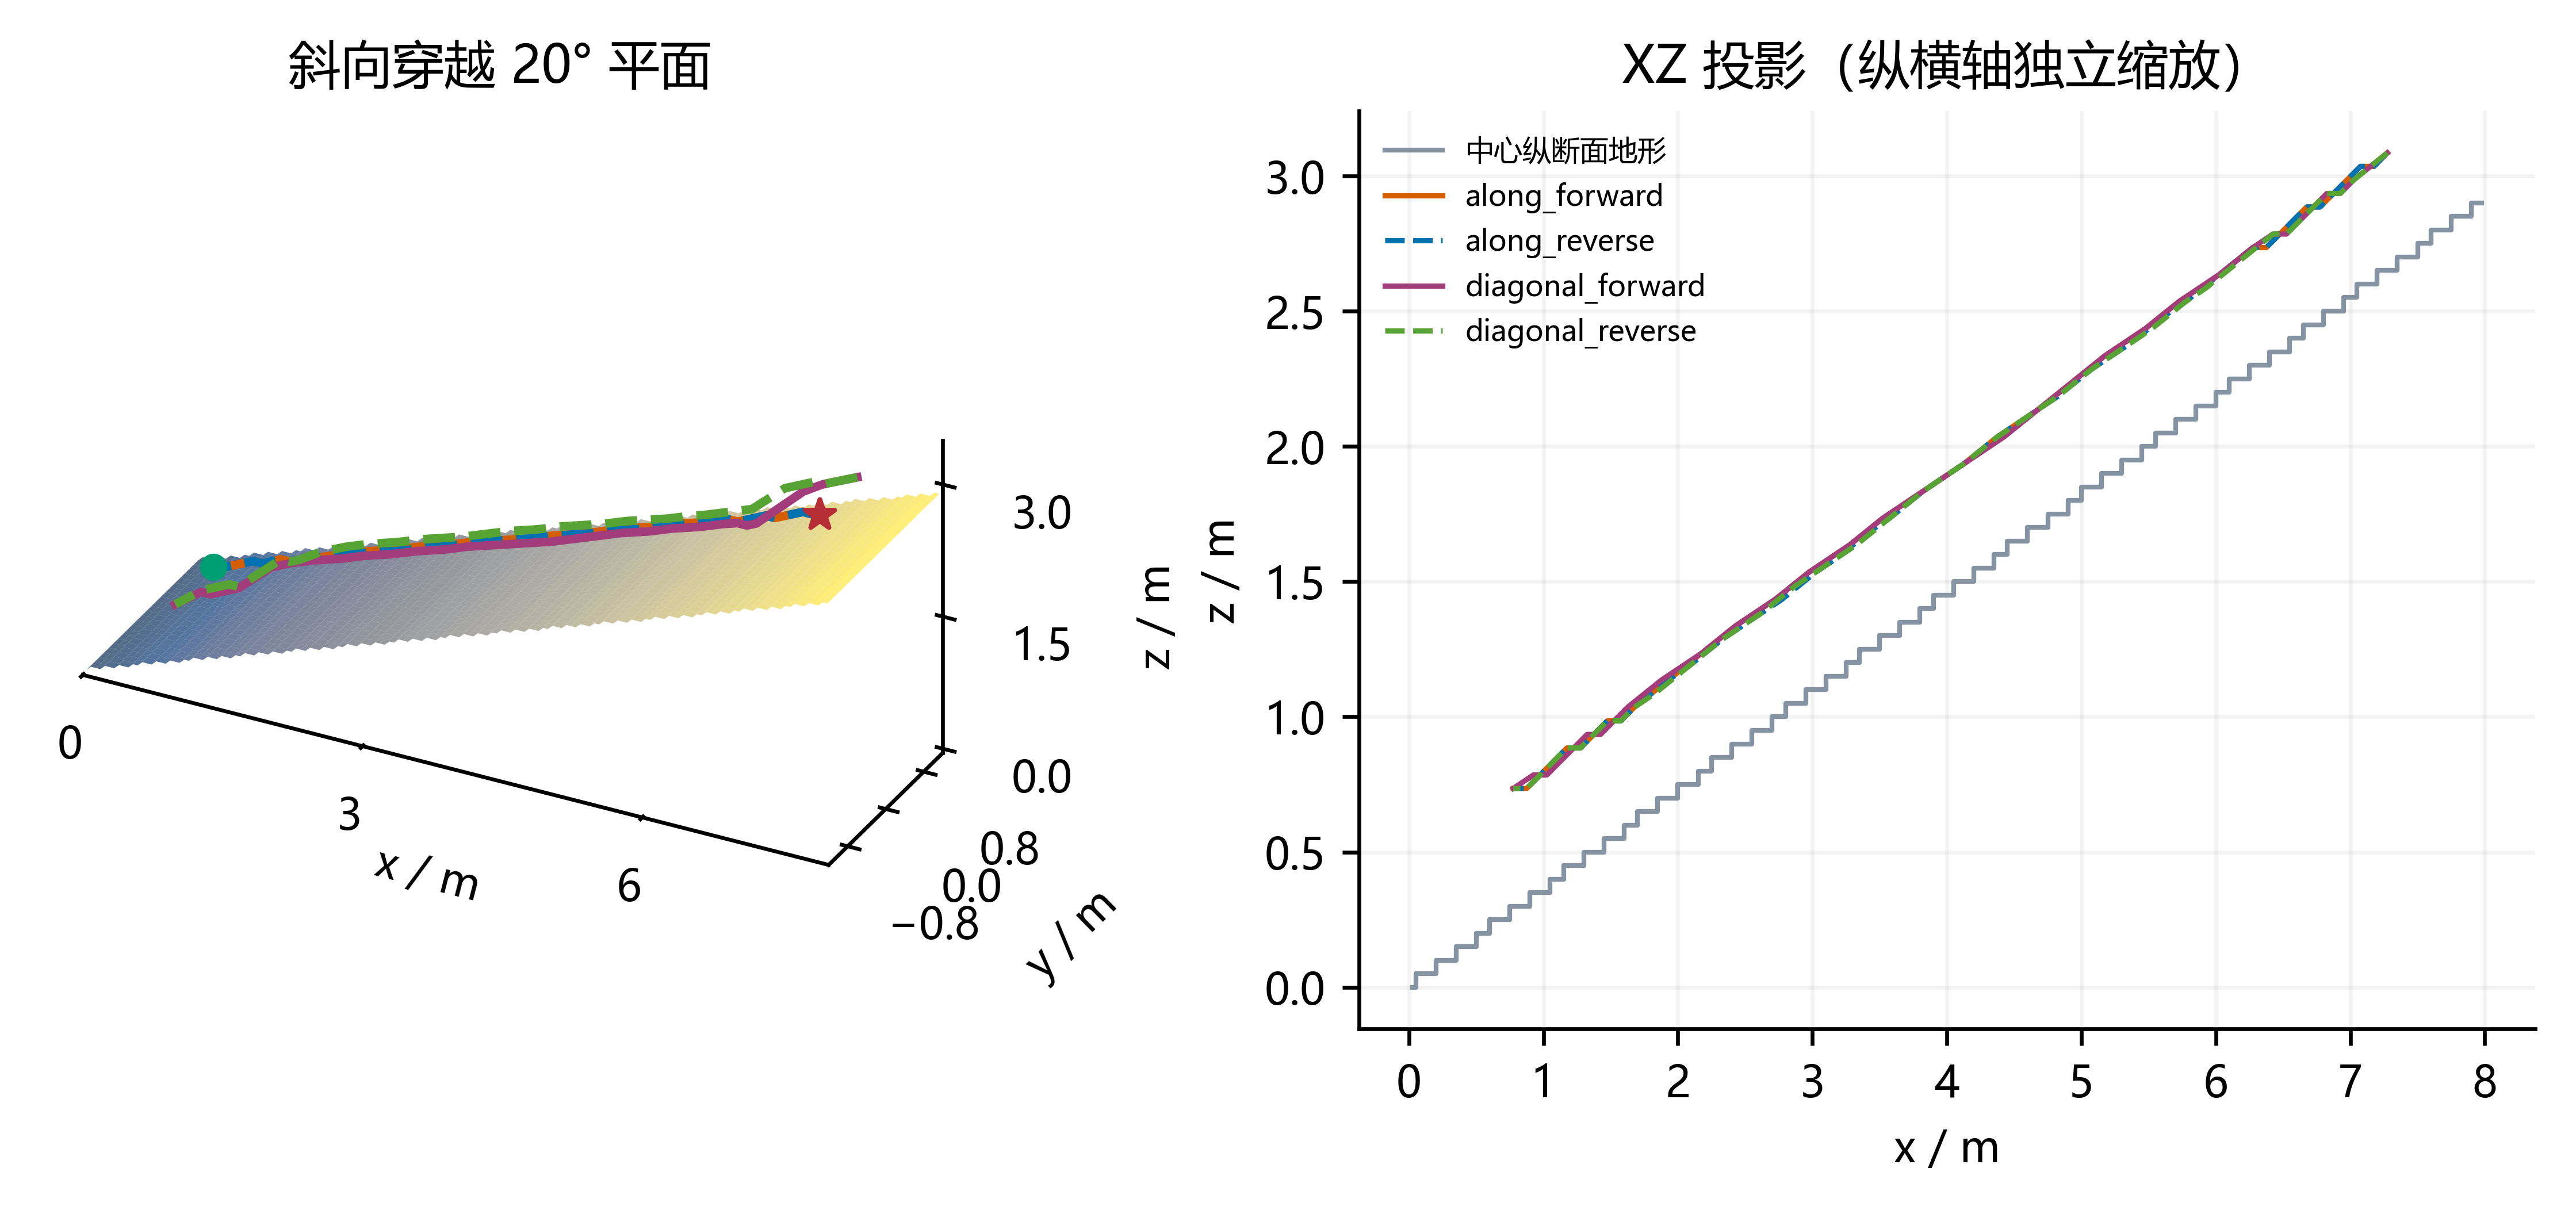 斜向穿越 20° 平面
3.0
1.5
0.0
z / m
0
3
6
x / m
0.8
0.0
−0.8
y / m
XZ 投影（纵横轴独立缩放）
中心纵断面地形
along_forward
along_reverse
diagonal_forward
diagonal_reverse
3.0
2.5
2.0
1.5
1.0
0.5
0.0
z / m
0 1 2 3 4 5 6 7 8
x / m